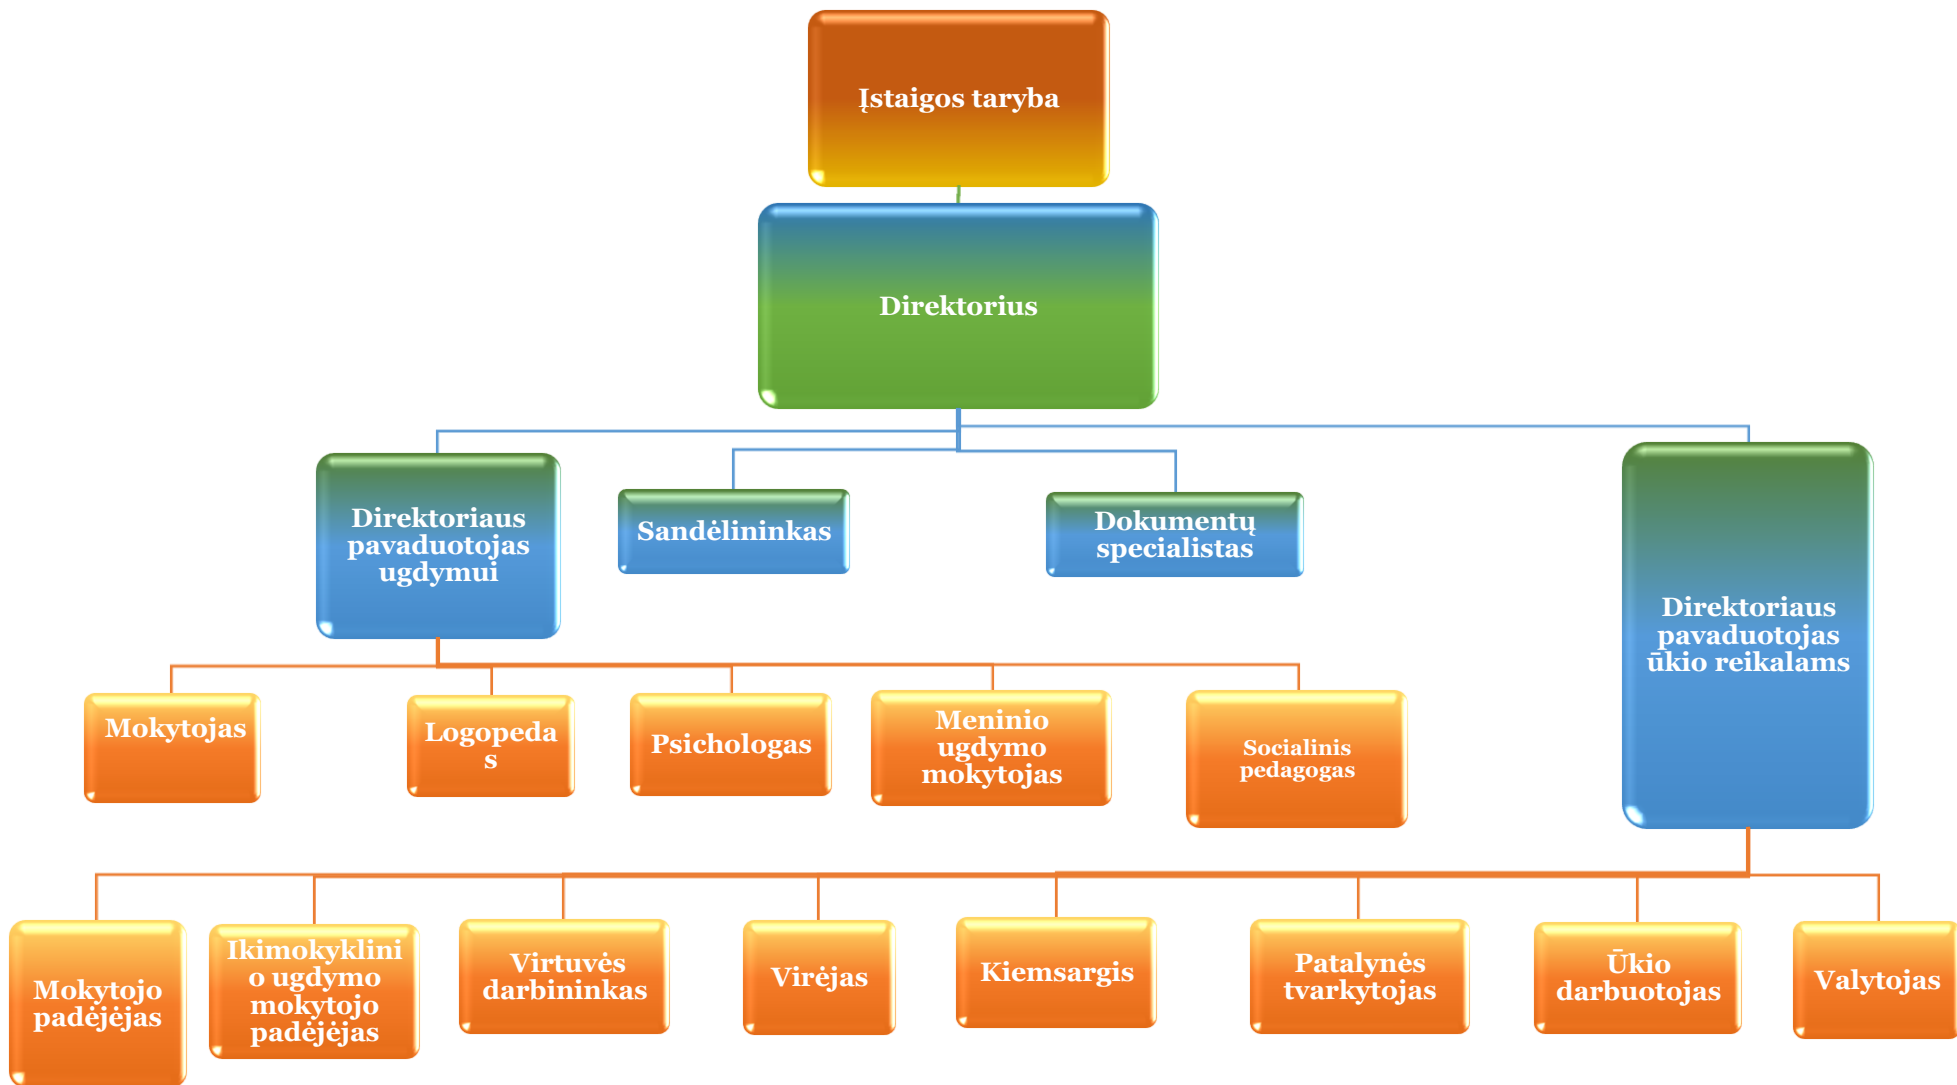 Įstaigos taryba
Direktorius
Direktoriaus
pavaduotojas
ugdymui
Sandėlininkas
Dokumentų
specialistas
Direktoriaus
pavaduotojas
ūkio reikalams
Mokytojas
Logopeda
s
Psichologas
Meninio
ugdymo
mokytojas
Socialinis
pedagogas
Mokytojo
padėjėjas
Ikimokyklini
o ugdymo
mokytojo
padėjėjas
Virtuvės
darbininkas
Virėjas
Kiemsargis
Patalynės
tvarkytojas
Ūkio
darbuotojas
Valytojas